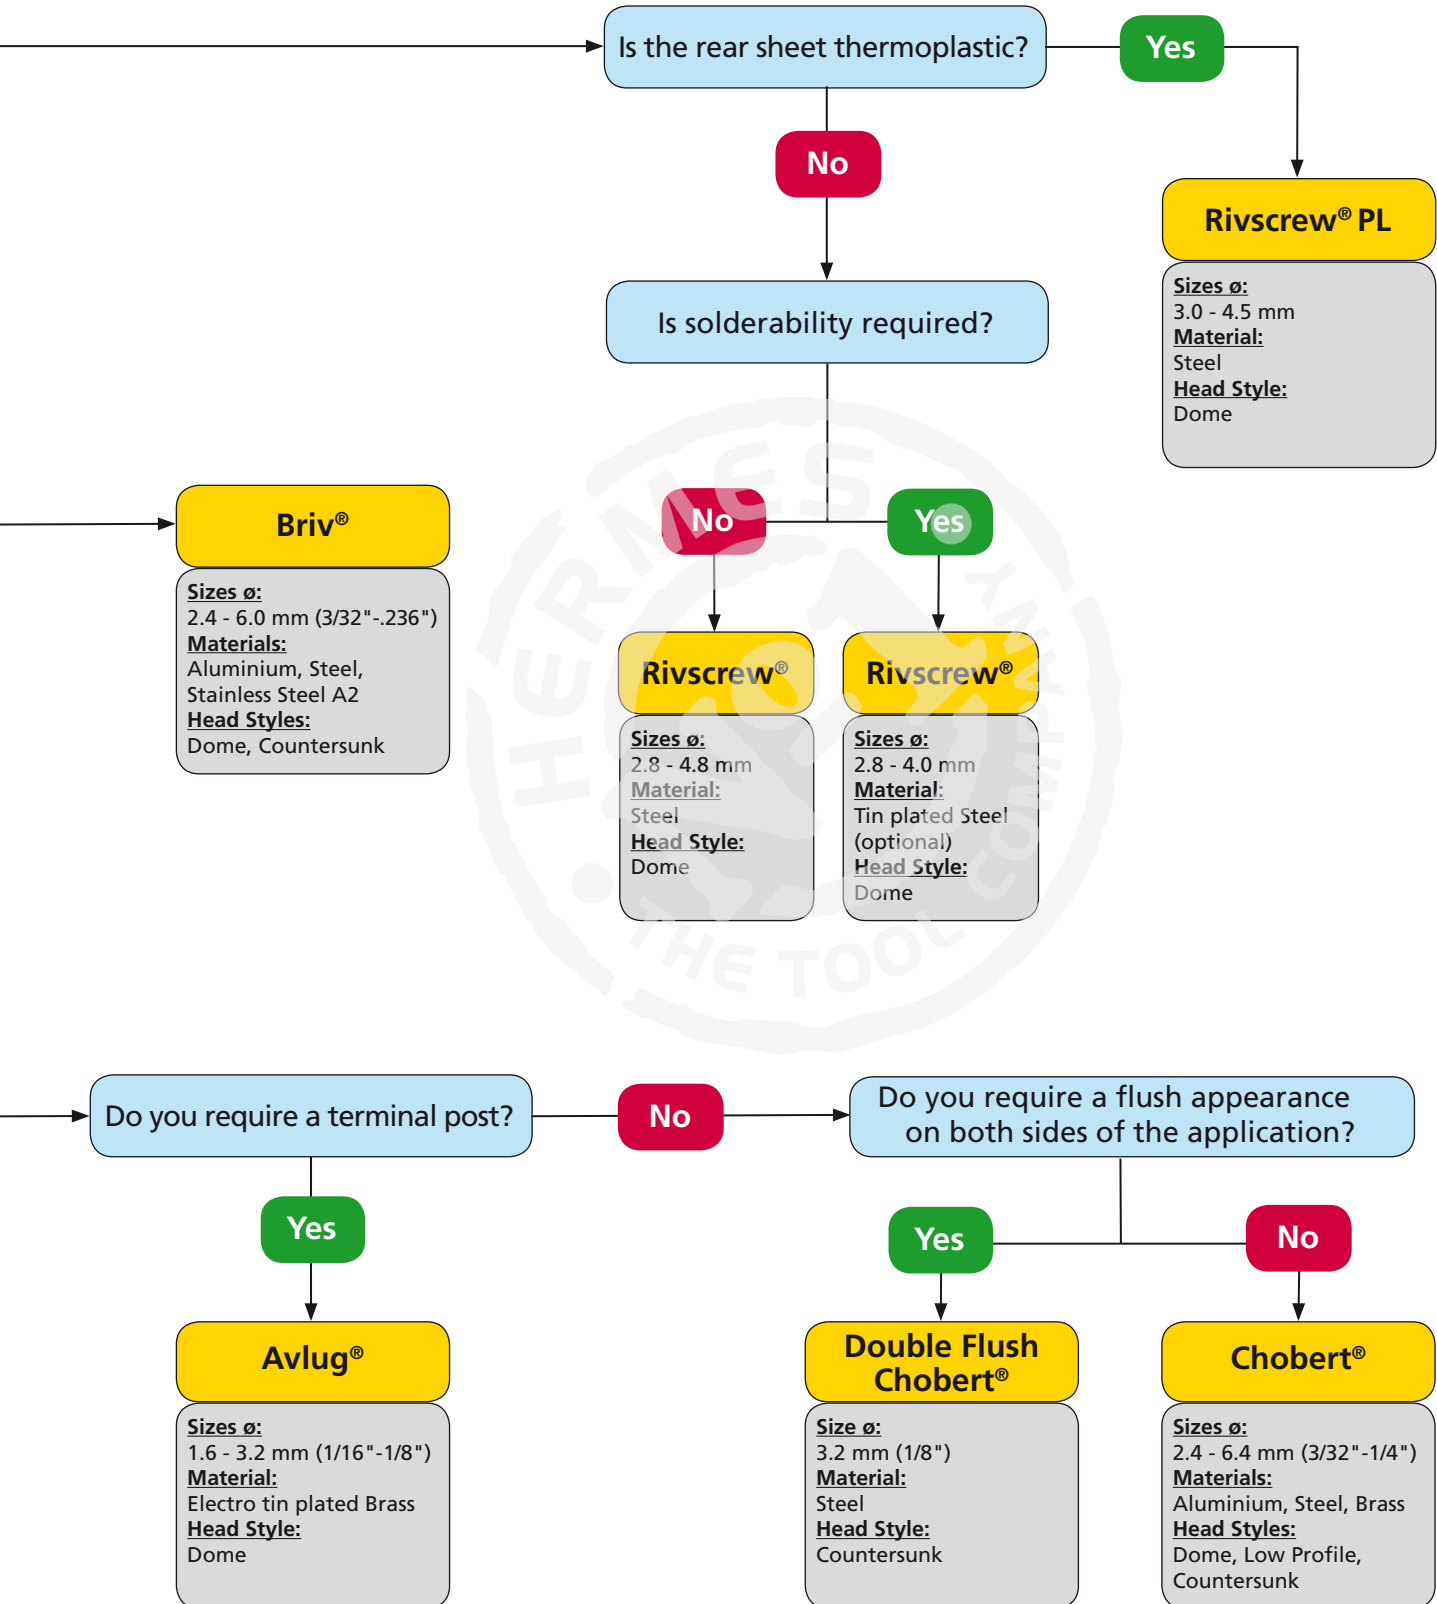 Is the rear sheet thermoplastic?
Yes
No
Rivscrew® PL
Sizes ø:
3.0 - 4.5 mm
Material:
Steel
Head Style:
Dome
Is solderability required?
No
Yes
Briv®
Sizes ø:
2.4 - 6.0 mm (3/32"-.236")
Materials:
Aluminium, Steel,
Stainless Steel A2
Head Styles:
Dome, Countersunk
Rivscrew®
Sizes ø:
2.8 - 4.8 mm
Material:
Steel
Head Style:
Dome
Rivscrew®
Sizes ø:
2.8 - 4.0 mm
Material:
Tin plated Steel
(optional)
Head Style:
Dome
HERMES
THE TOOL COMPANY
Do you require a terminal post?
No
Do you require a flush appearance
on both sides of the application?
Yes
Yes
No
Avlug®
Sizes ø:
1.6 - 3.2 mm (1/16"-1/8")
Material:
Electro tin plated Brass
Head Style:
Dome
Double Flush
Chobert®
Size ø:
3.2 mm (1/8")
Material:
Steel
Head Style:
Countersunk
Chobert®
Sizes ø:
2.4 - 6.4 mm (3/32"-1/4")
Materials:
Aluminium, Steel, Brass
Head Styles:
Dome, Low Profile,
Countersunk